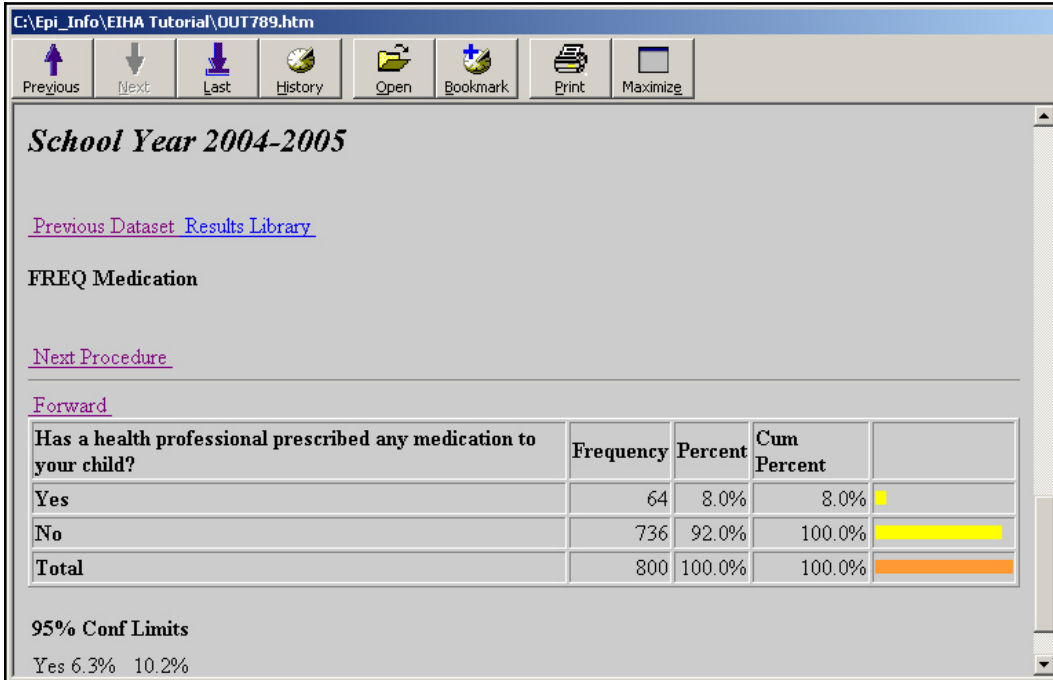 C:\Epi_Info\EIHA Tutorial\OUT789.htm
Previous Next Last History Open Bookmark Print Maximize
School Year 2004-2005
Previous Dataset Results Library
FREQ Medication
Next Procedure
Forward
Has a health professional prescribed any medication to
your child?
Frequency Percent Cum
Percent
Yes 64 8.0% 8.0%
No 736 92.0% 100.0%
Total 800 100.0% 100.0%
95% Conf Limits
Yes 6.3% 10.2%